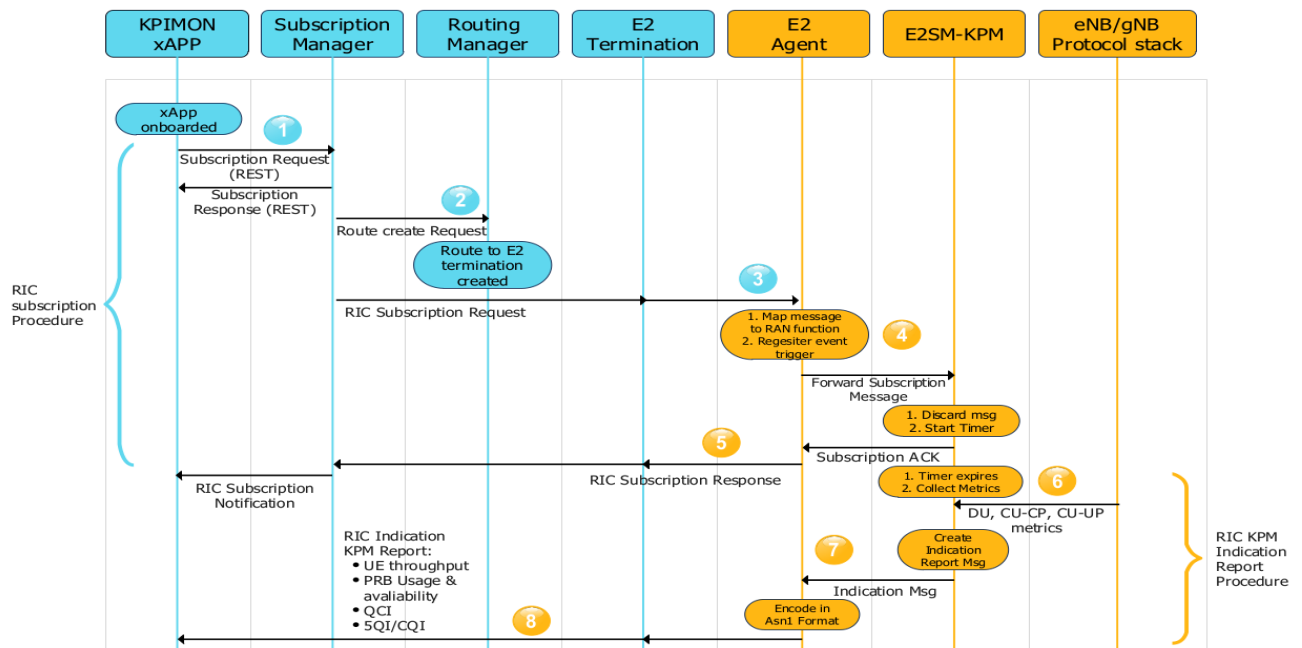 KPIMON
xAPP
Subscription
Manager
Routing
Manager
E2
Termination
E2
Agent
E2SM-KPM
eNB/gNB
Protocol stack
xApp
onboarded
1
Subscription Request
(REST)
Subscription
Response (REST)
2
Route create Request
Route to E2
termination
created
3
RIC
subscription
Procedure
RIC Subscription Request
1. Map message
to RAN function
2. Regesiter event
trigger
4
Forward Subscription
Message
1. Discard msg
2. Start Timer
5
Subscription ACK
RIC Subscription Response
RIC Subscription
Notification
1. Timer expires
2. Collect Metrics
6
DU, CU-CP, CU-UP
metrics
RIC KPM
Indication
Report
Procedure
RIC Indication
KPM Report:
• UE throughput
• PRB Usage &
avaliability
• QCI
• 5QI/CQI
7
Create
Indication
Report Msg
Indication Msg
Encode in
Asn1 Format
8